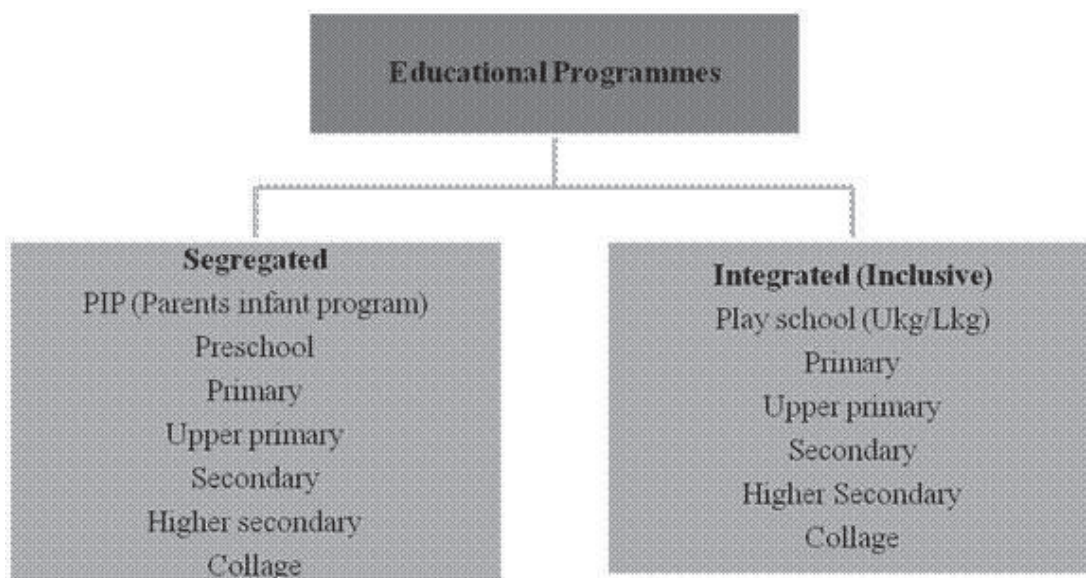 Educational Programmes
Segregated
PIP (Parents infant program)
Preschool
Primary
Upper primary
Secondary
Higher secondary
Collage
Integrated (Inclusive)
Play school (Ukg/Lkg)
Primary
Upper primary
Secondary
Higher Secondary
Collage